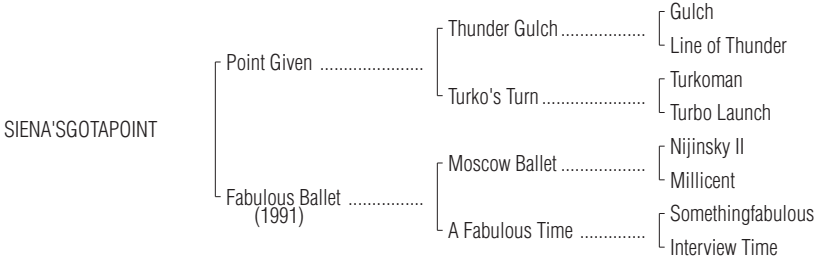 Gulch
Thunder Gulch ..................
Line of Thunder
Point Given ......................
Turkoman
Turko's Turn ......................
Turbo Launch
SIENA'SGOTAPOINT
Nijinsky II
Moscow Ballet ..................
Millicent
Fabulous Ballet ................
(1991)
Somethingfabulous
A Fabulous Time ..............
Interview Time